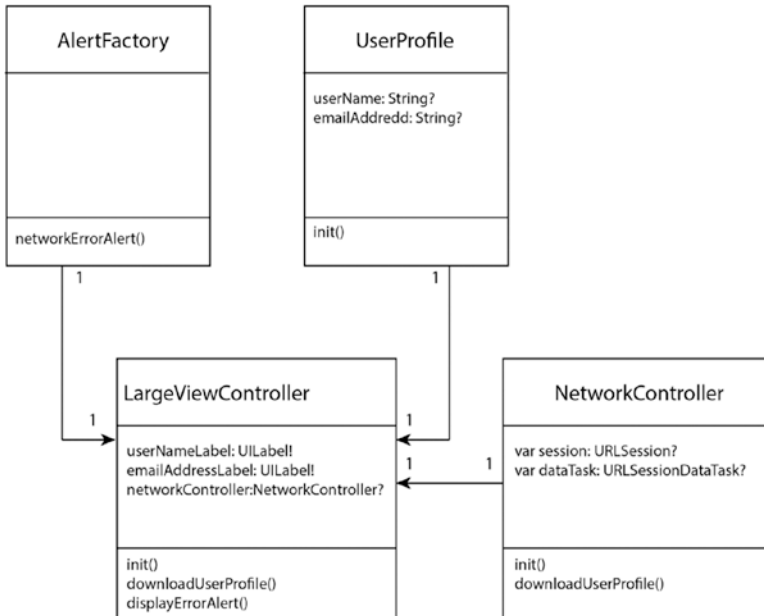 AlertFactory
networkErrorAlert()
UserProfile
userName: String?
emailAddredd: String?
init()
1
1
1
1
LargeViewController
userNameLabel: UILabel!
emailAddressLabel: UILabel!
networkController:NetworkController?
init()
downloadUserProfile()
displayErrorAlert()
1
1
NetworkController
var session: URLSession?
var dataTask: URLSessionDataTask?
init()
downloadUserProfile()